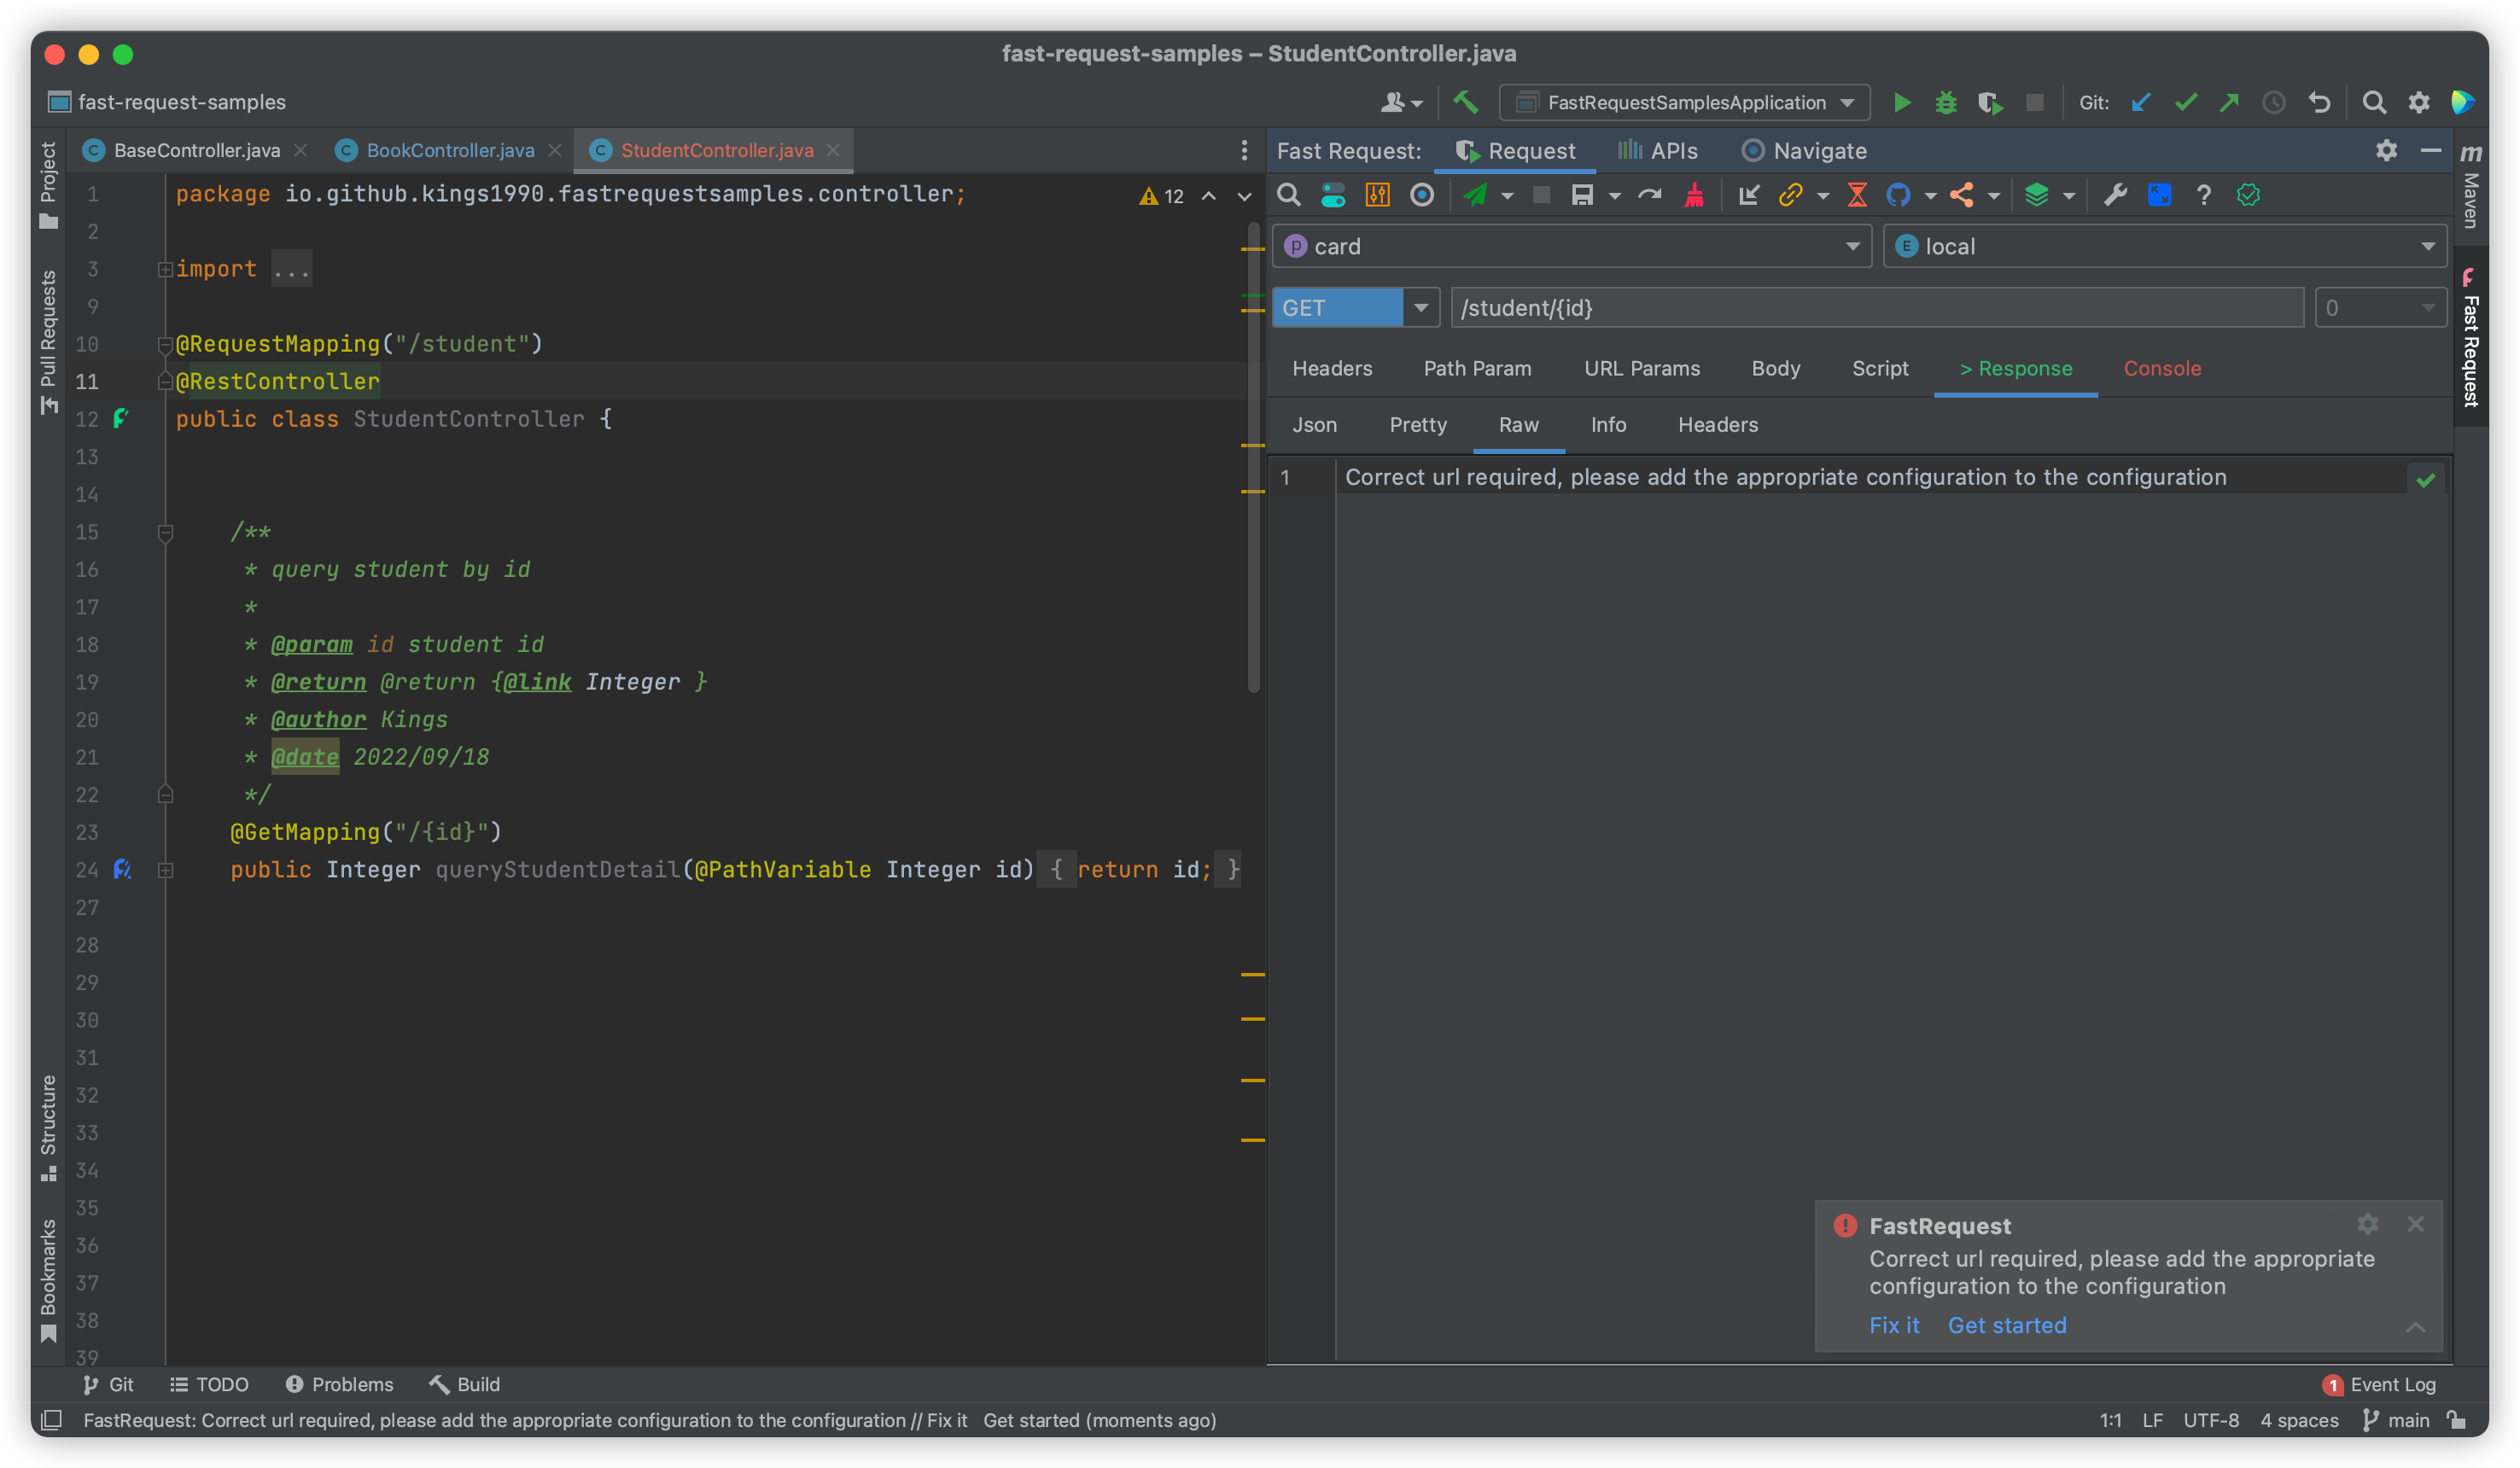 fast-request-samples – StudentController.java
fast-request-samples
FastRequestSamplesApplication
Git:
Project
Pull Requests
Structure
Bookmarks
BaseController.java
BookController.java
StudentController.java
12
1 package io.github.kings1990.fastrequestsamples.controller;
2
3 import ...
9
10 @RequestMapping("/student")
11 @RestController
12 public class StudentController {
13
14
15 /**
16 * query student by id
17 *
18 * @param id student id
19 * @return @return {@link Integer }
20 * @author Kings
21 * @date 2022/09/18
22 */
23 @GetMapping("/{id}")
24 public Integer queryStudentDetail(@PathVariable Integer id) { return id; }
27
28
29
30
31
32
33
34
35
36
37
38
39
Fast Request: Request APIs Navigate
card
local
GET /student/{id} 0
Headers Path Param URL Params Body Script > Response Console
Json Pretty Raw Info Headers
1 Correct url required, please add the appropriate configuration to the configuration
FastRequest
Correct url required, please add the appropriate
configuration to the configuration
Fix it Get started
m Maven
Fast Request
Git TODO Problems Build
1 Event Log
FastRequest: Correct url required, please add the appropriate configuration to the configuration // Fix it Get started (moments ago)
1:1 LF UTF-8 4 spaces main